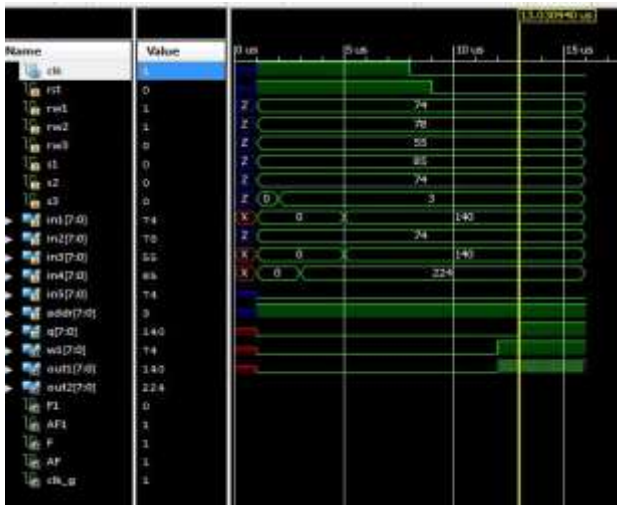 13.030940 us
Name Value 0 us 5 us 10 us 15 us
clk 1
rst 0
rw1 1 Z 74
rw2 1 Z 78
rw3 0 Z 55
s1 0 Z 85
s2 0 Z 74
s3 0 Z 0 3
in1[7:0] 74 X 0 140
in2[7:0] 78 Z 74
in3[7:0] 55 X 0 140
in4[7:0] 85 X 0 224
in5[7:0] 74
addr[7:0] 3
q[7:0] 140
w1[7:0] 74
out1[7:0] 140
out2[7:0] 224
F1 0
AF1 1
F 1
AF 1
clk_g 1